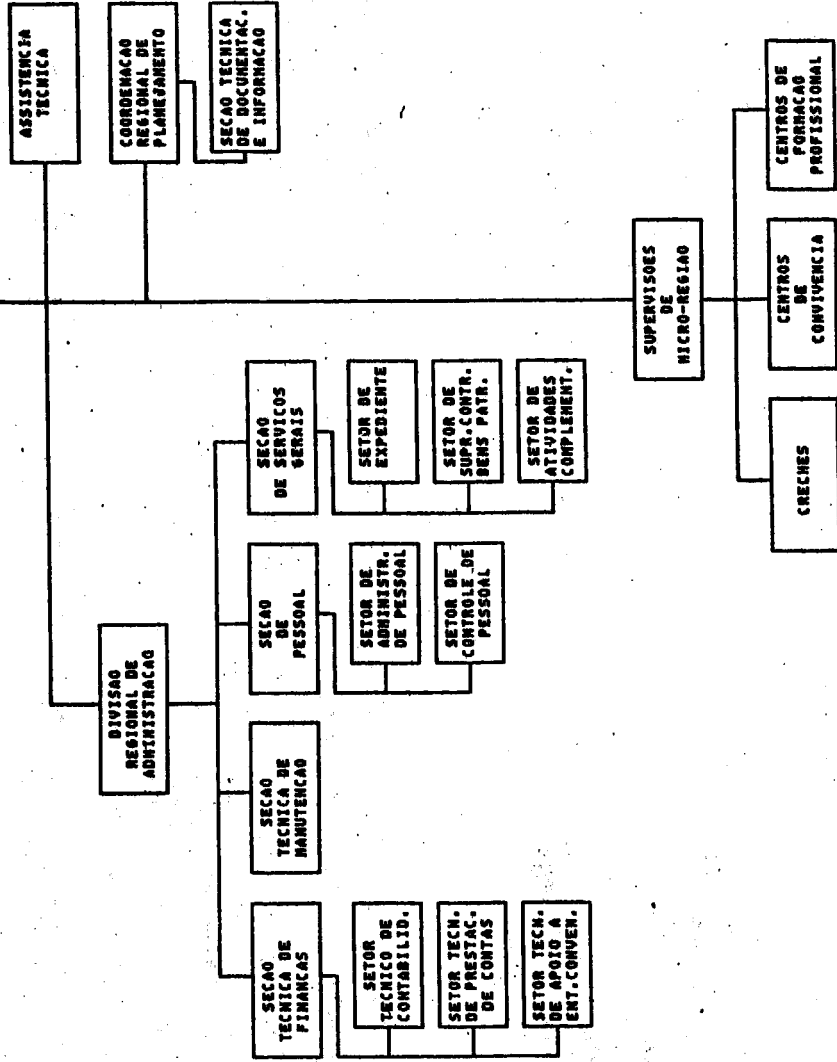 ASSISTENCIA
TECNICA
COORDENACAO
REGIONAL DE
PLANEJAMENTO
SECAO TECNICA
DE DOCUMENTAC.
E INFORMACAO
DIVISAO
REGIONAL DE
ADMINISTRACAO
SECAO
TECNICA DE
FINANCAS
SETOR
TECNICO DE
CONTABILID.
SETOR TECN.
DE PRESTAC.
DE CONTAS
SETOR TECN.
DE APOIO A
ENT.CONVEN.
SECAO
TECNICA DE
MANUTENCAO
SECAO
DE
PESSOAL
SETOR DE
ADMINISTR.
DE PESSOAL
SETOR DE
CONTROLE DE
PESSOAL
SECAO
DE SERVICOS
GERAIS
SETOR DE
EXPEDIENTE
SETOR DE
SUPR.CONTR.
BENS PATR.
SETOR DE
ATIVIDADES
COMPLEMENT.
SUPERVISOES
DE
MICRO-REGIAO
CRECHES
CENTROS
DE
CONVIVENCIA
CENTROS DE
FORMACAO
PROFISSIONAL